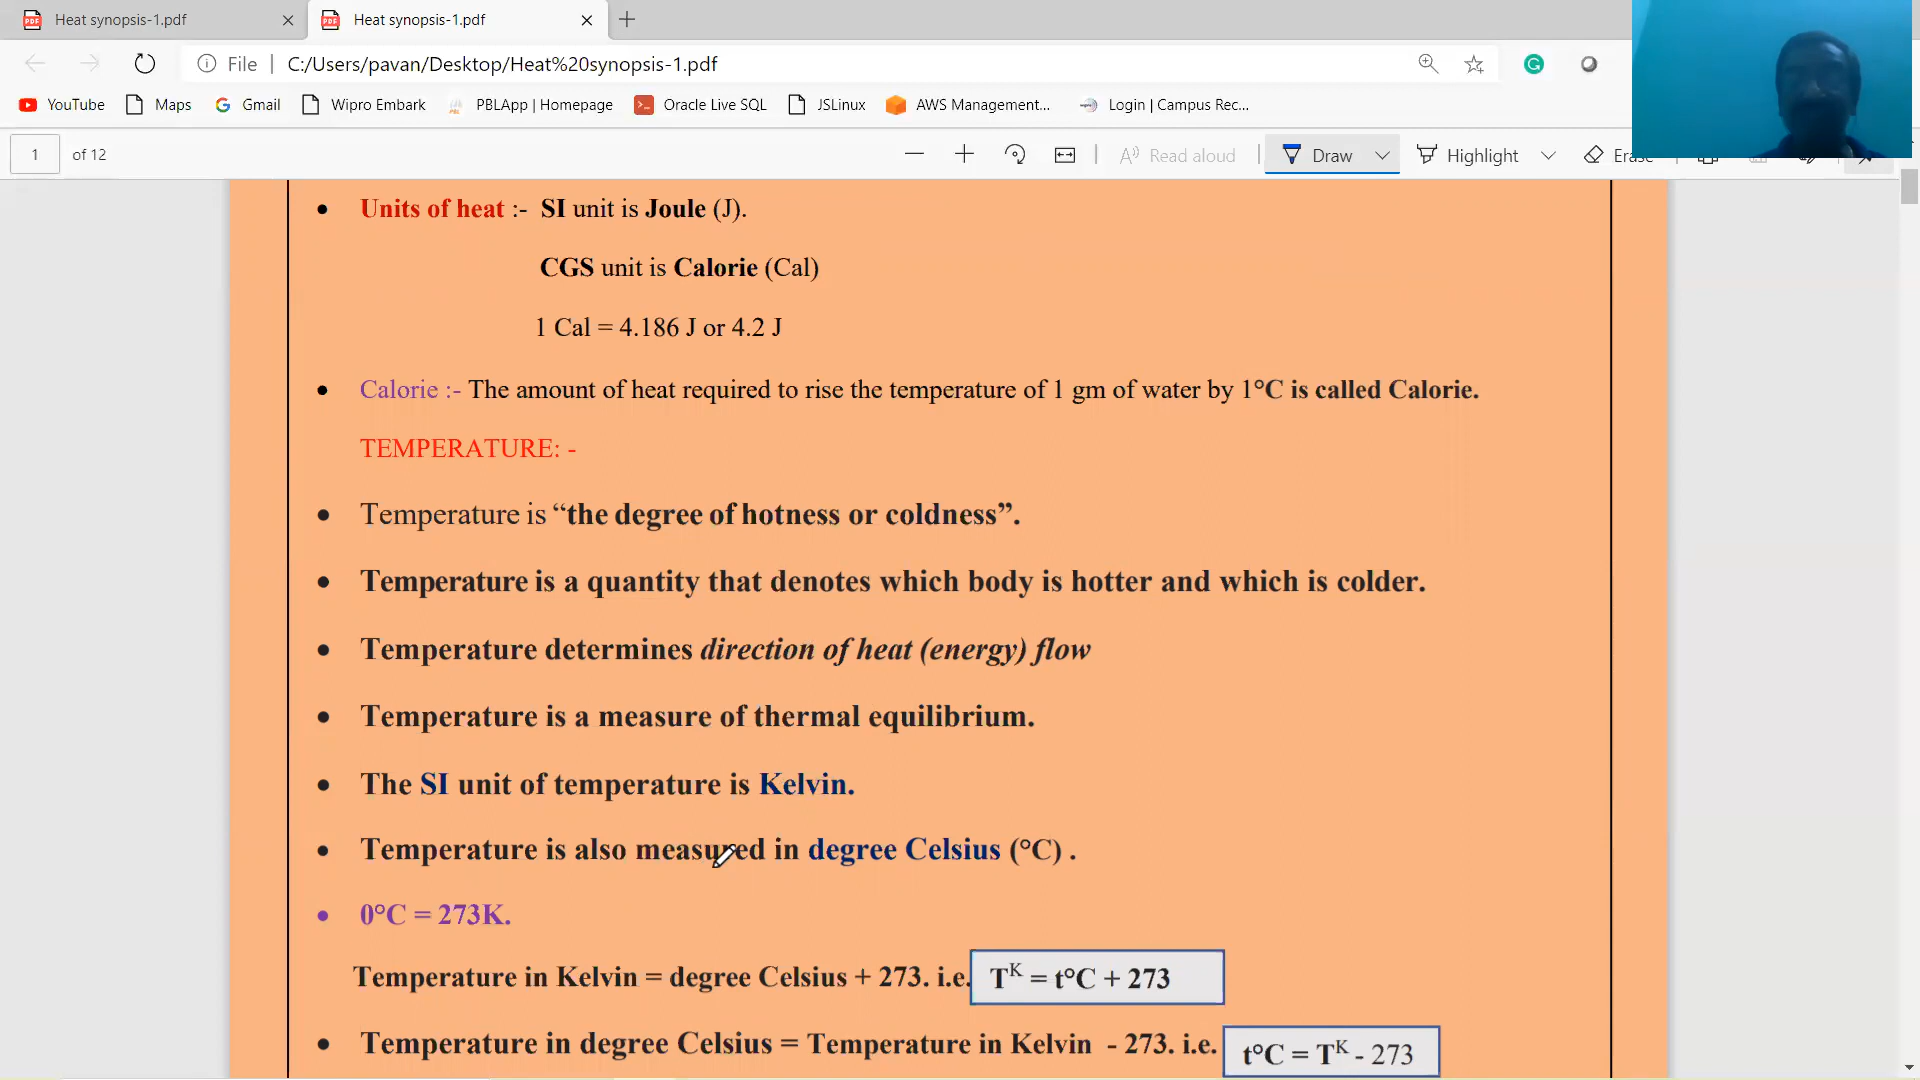 Heat synopsis-1.pdf
Heat synopsis-1.pdf
File
C:/Users/pavan/Desktop/Heat%20synopsis-1.pdf
YouTube
Maps
Gmail
Wipro Embark
PBLApp | Homepage
Oracle Live SQL
JSLinux
AWS Management...
Login | Campus Rec...
1 of 12
Read aloud
Draw
Highlight
Units of heat :- SI unit is Joule (J).
CGS unit is Calorie (Cal)
1 Cal = 4.186 J or 4.2 J
Calorie :- The amount of heat required to rise the temperature of 1 gm of water by 1°C is called Calorie.
TEMPERATURE: -
Temperature is “the degree of hotness or coldness”.
Temperature is a quantity that denotes which body is hotter and which is colder.
Temperature determines direction of heat (energy) flow
Temperature is a measure of thermal equilibrium.
The SI unit of temperature is Kelvin.
Temperature is also measured in degree Celsius (°C) .
0°C = 273K.
Temperature in Kelvin = degree Celsius + 273. i.e. Tᴷ = t°C + 273
Temperature in degree Celsius = Temperature in Kelvin - 273. i.e. t°C = Tᴷ - 273